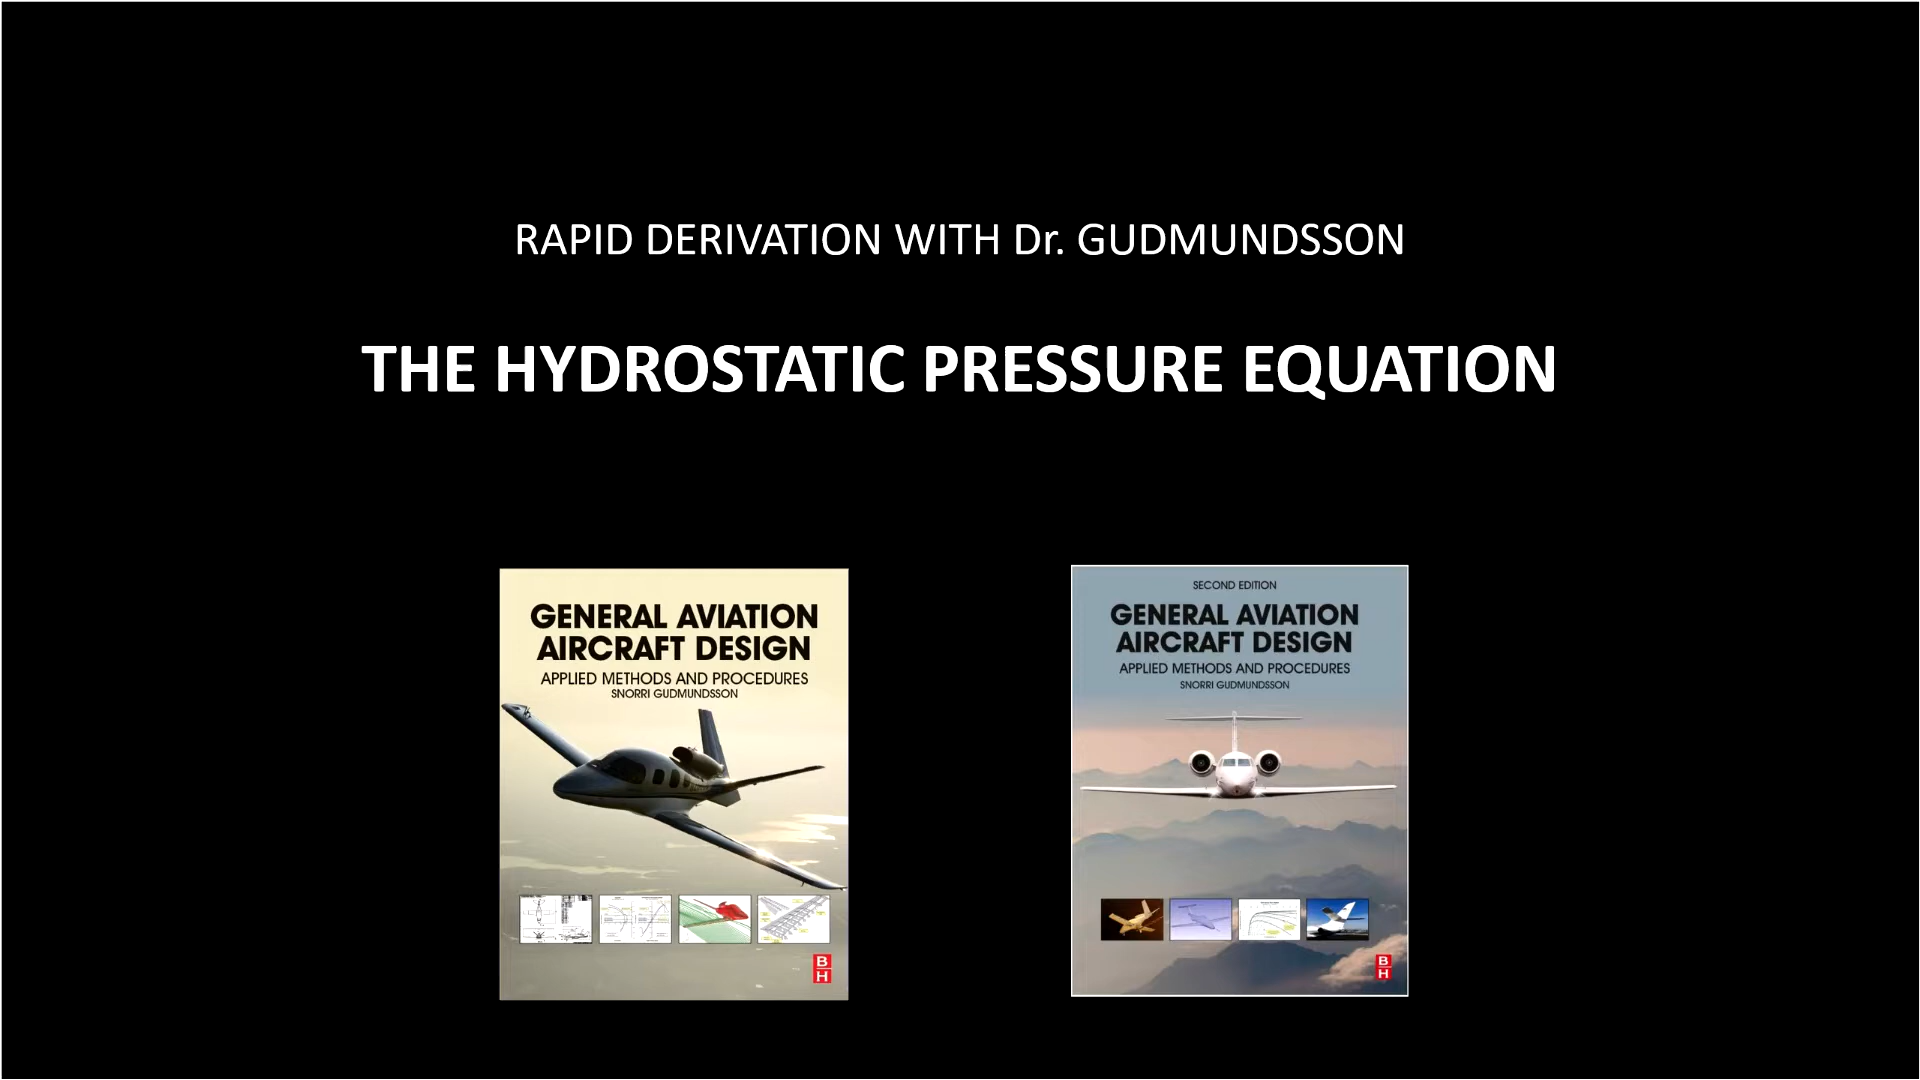 RAPID DERIVATION WITH Dr. GUDMUNDSSON
THE HYDROSTATIC PRESSURE EQUATION
GENERAL AVIATION
AIRCRAFT DESIGN
APPLIED METHODS AND PROCEDURES
SNORRI GUDMUNDSSON
B
H
SECOND EDITION
GENERAL AVIATION
AIRCRAFT DESIGN
APPLIED METHODS AND PROCEDURES
SNORRI GUDMUNDSSON
B
H